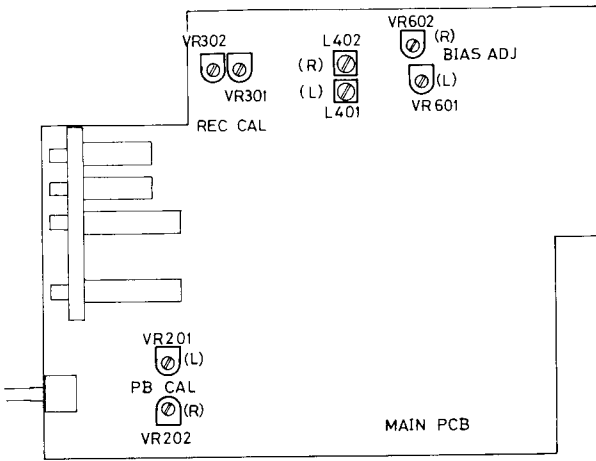 VR302
VR301
REC CAL
L402
(R)
(L)
L401
VR602
(R)
BIAS ADJ
(L)
VR601
VR201
(L)
PB CAL
(R)
VR202
MAIN PCB